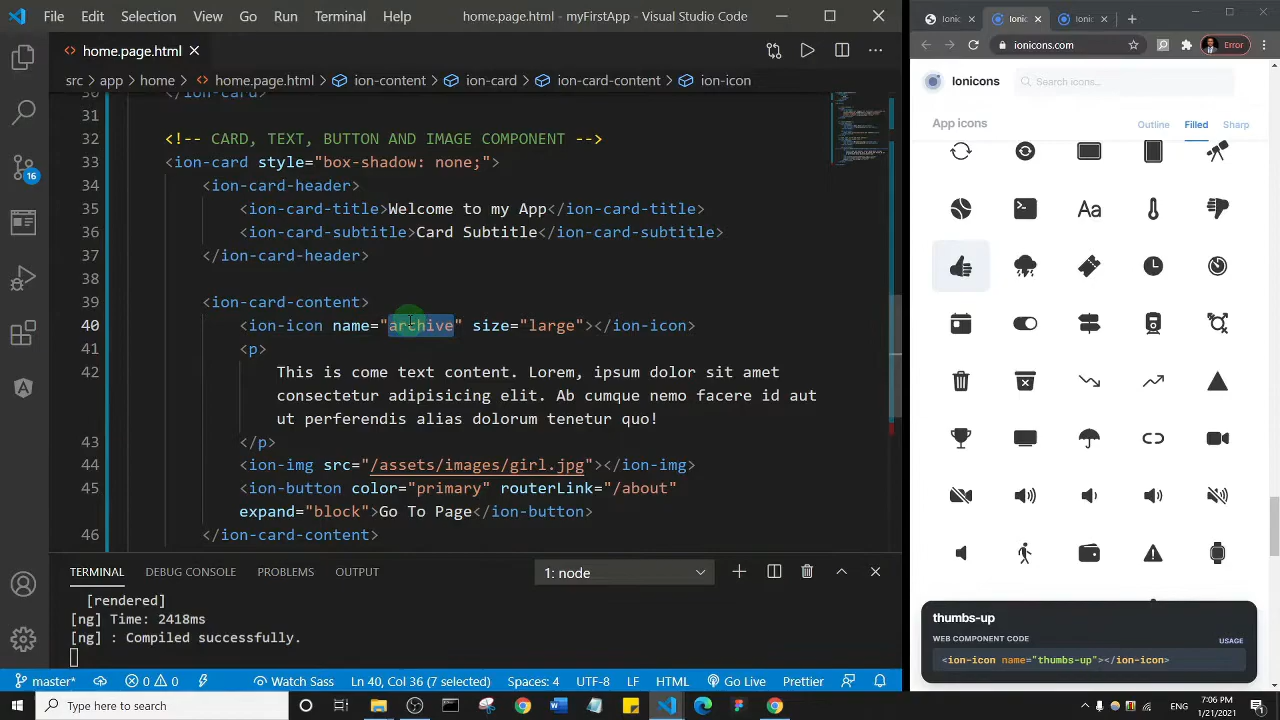 File Edit Selection View Go Run Terminal Help home.page.html - myFirstApp - Visual Studio Code
home.page.html
src > app > home > home.page.html > ion-content > ion-card > ion-card-content > ion-icon
31
32 <!-- CARD, TEXT, BUTTON AND IMAGE COMPONENT -->
33 <ion-card style="box-shadow: none;">
34 <ion-card-header>
35 <ion-card-title>Welcome to my App</ion-card-title>
36 <ion-card-subtitle>Card Subtitle</ion-card-subtitle>
37 </ion-card-header>
38
39 <ion-card-content>
40 <ion-icon name="archive" size="large"></ion-icon>
41 <p>
42 This is come text content. Lorem, ipsum dolor sit amet
consectetur adipisicing elit. Ab cumque nemo facere id aut
ut perferendis alias dolorum tenetur quo!
43 </p>
44 <ion-img src="/assets/images/girl.jpg"></ion-img>
45 <ion-button color="primary" routerLink="/about"
expand="block">Go To Page</ion-button>
46 </ion-card-content>
TERMINAL DEBUG CONSOLE PROBLEMS OUTPUT 1: node
[rendered]
[ng] Time: 2418ms
[ng] : Compiled successfully.
16
master* 0 0 Watch Sass Ln 40, Col 36 (7 selected) Spaces: 4 UTF-8 LF HTML Go Live Prettier
Type here to search
7:06 PM
1/21/2021
Ionic Ionic Ionic
ionicons.com Error
Ionicons Search icons...
App icons Outline Filled Sharp
Aa
thumbs-up
WEB COMPONENT CODE USAGE
<ion-icon name="thumbs-up"></ion-icon>